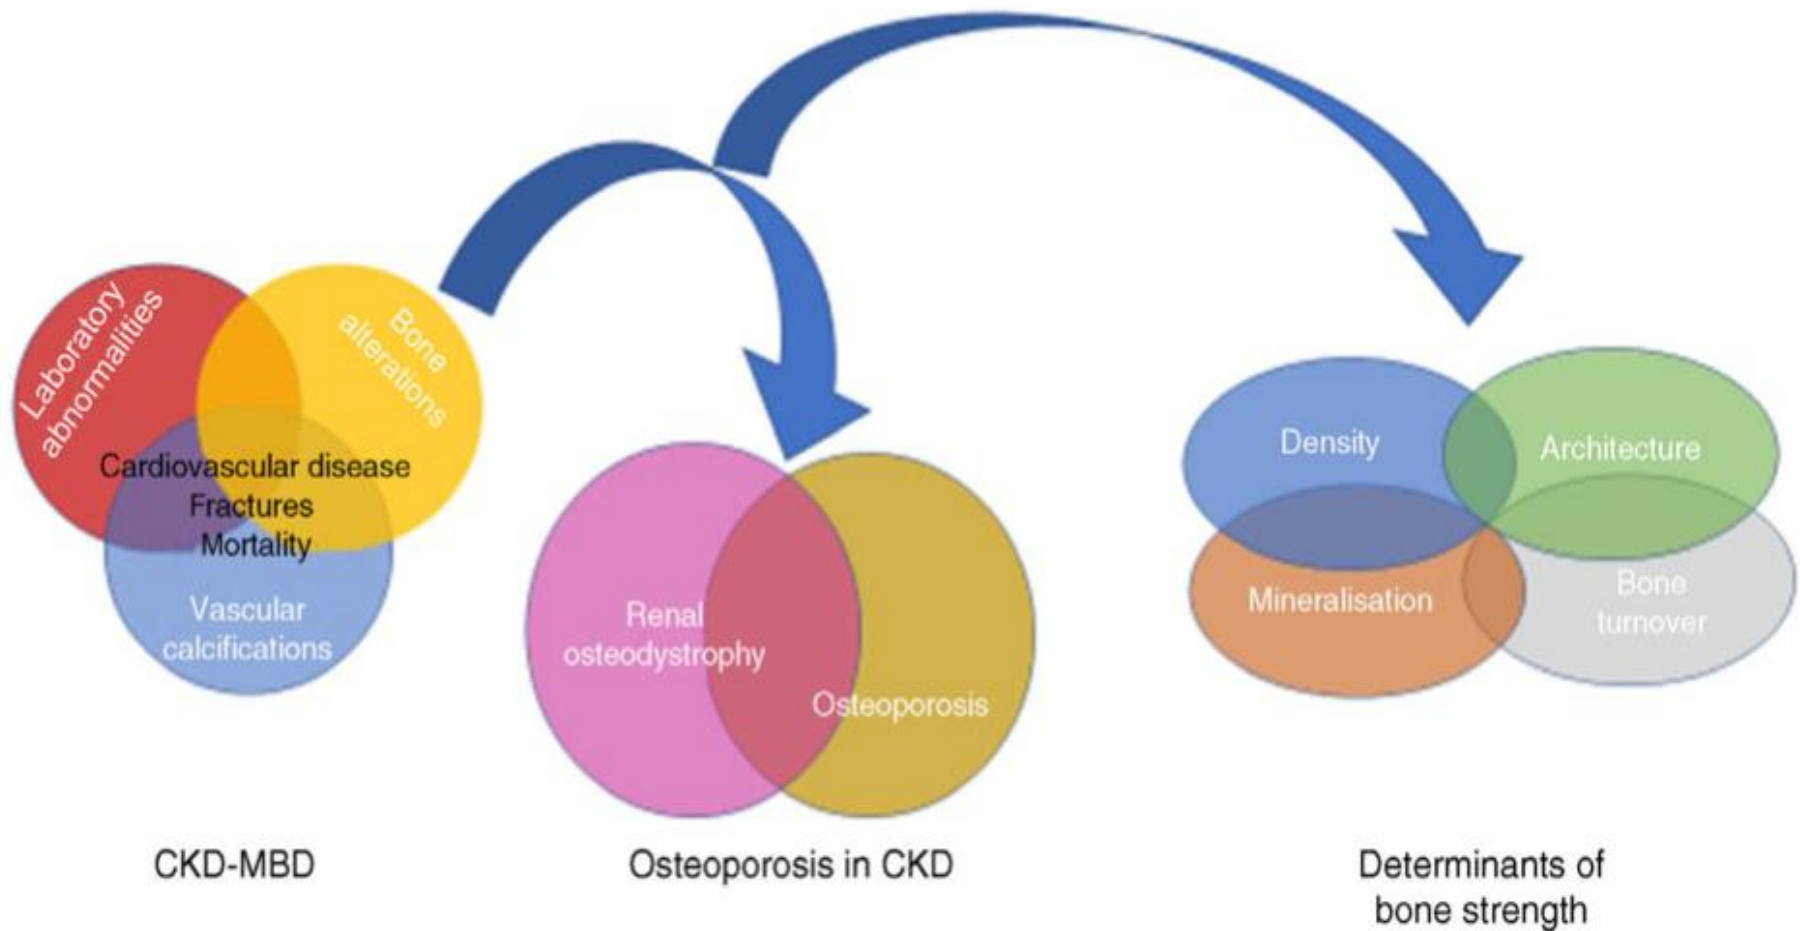 Laboratory
abnormalities
Bone
alterations
Cardiovascular disease
Fractures
Mortality
Vascular
calcifications
CKD-MBD
Renal
osteodystrophy
Osteoporosis
Osteoporosis in CKD
Density
Architecture
Mineralisation
Bone
turnover
Determinants of
bone strength